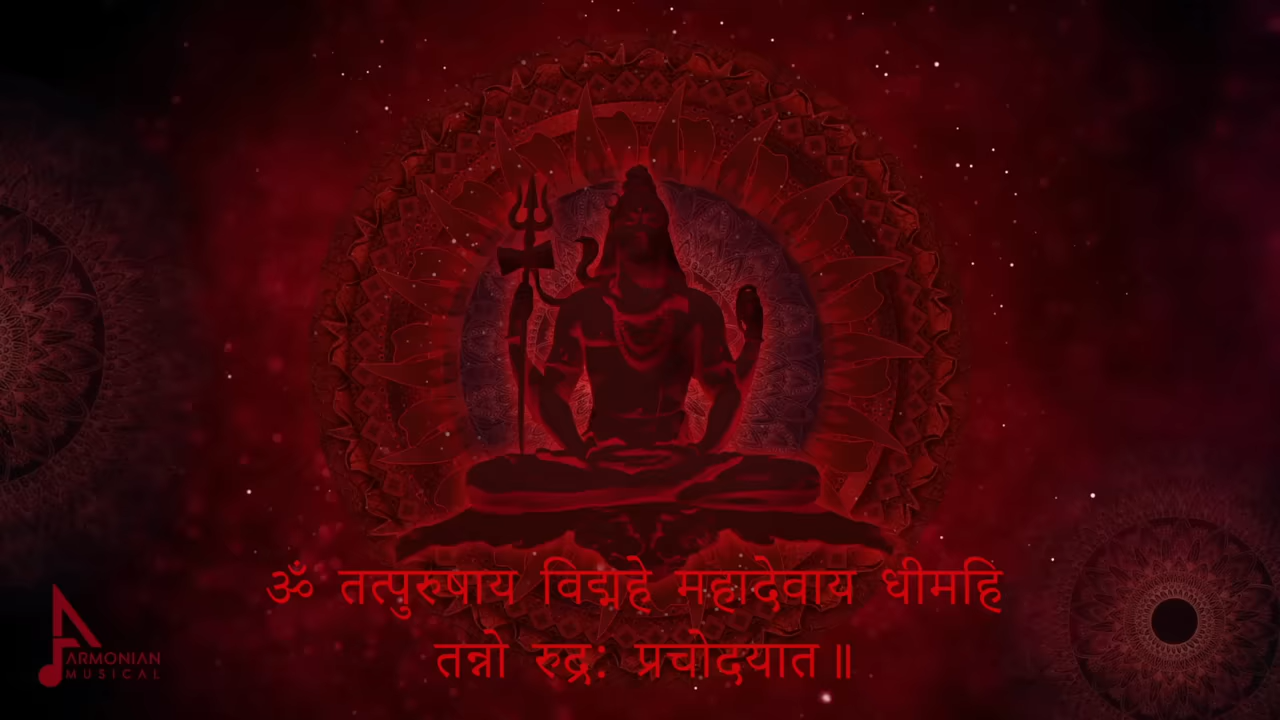 ॐ तत्पुरुषाय विद्महे महादेवाय धीमहि
तन्नो रुद्रः प्रचोदयात॥
ARMONIAN
MUSICAL